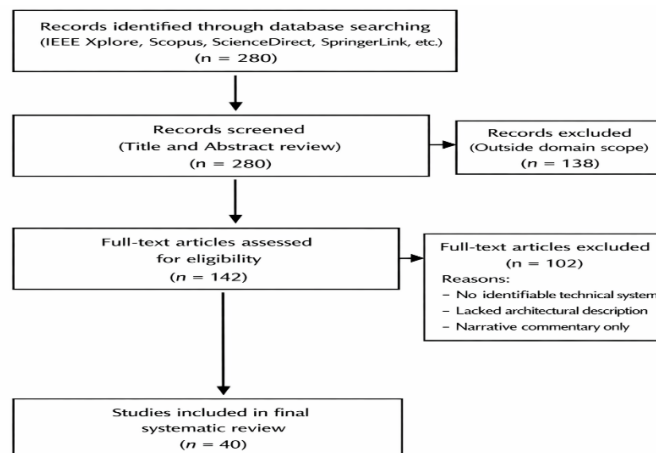 Records identified through database searching
(IEEE Xplore, Scopus, ScienceDirect, SpringerLink, etc.)
(n = 280)
Records screened
(Title and Abstract review)
(n = 280)
Records excluded
(Outside domain scope)
(n = 138)
Full-text articles assessed
for eligibility
(n = 142)
Full-text articles excluded
(n = 102)
Reasons:
– No identifiable technical system
– Lacked architectural description
– Narrative commentary only
Studies included in final
systematic review
(n = 40)